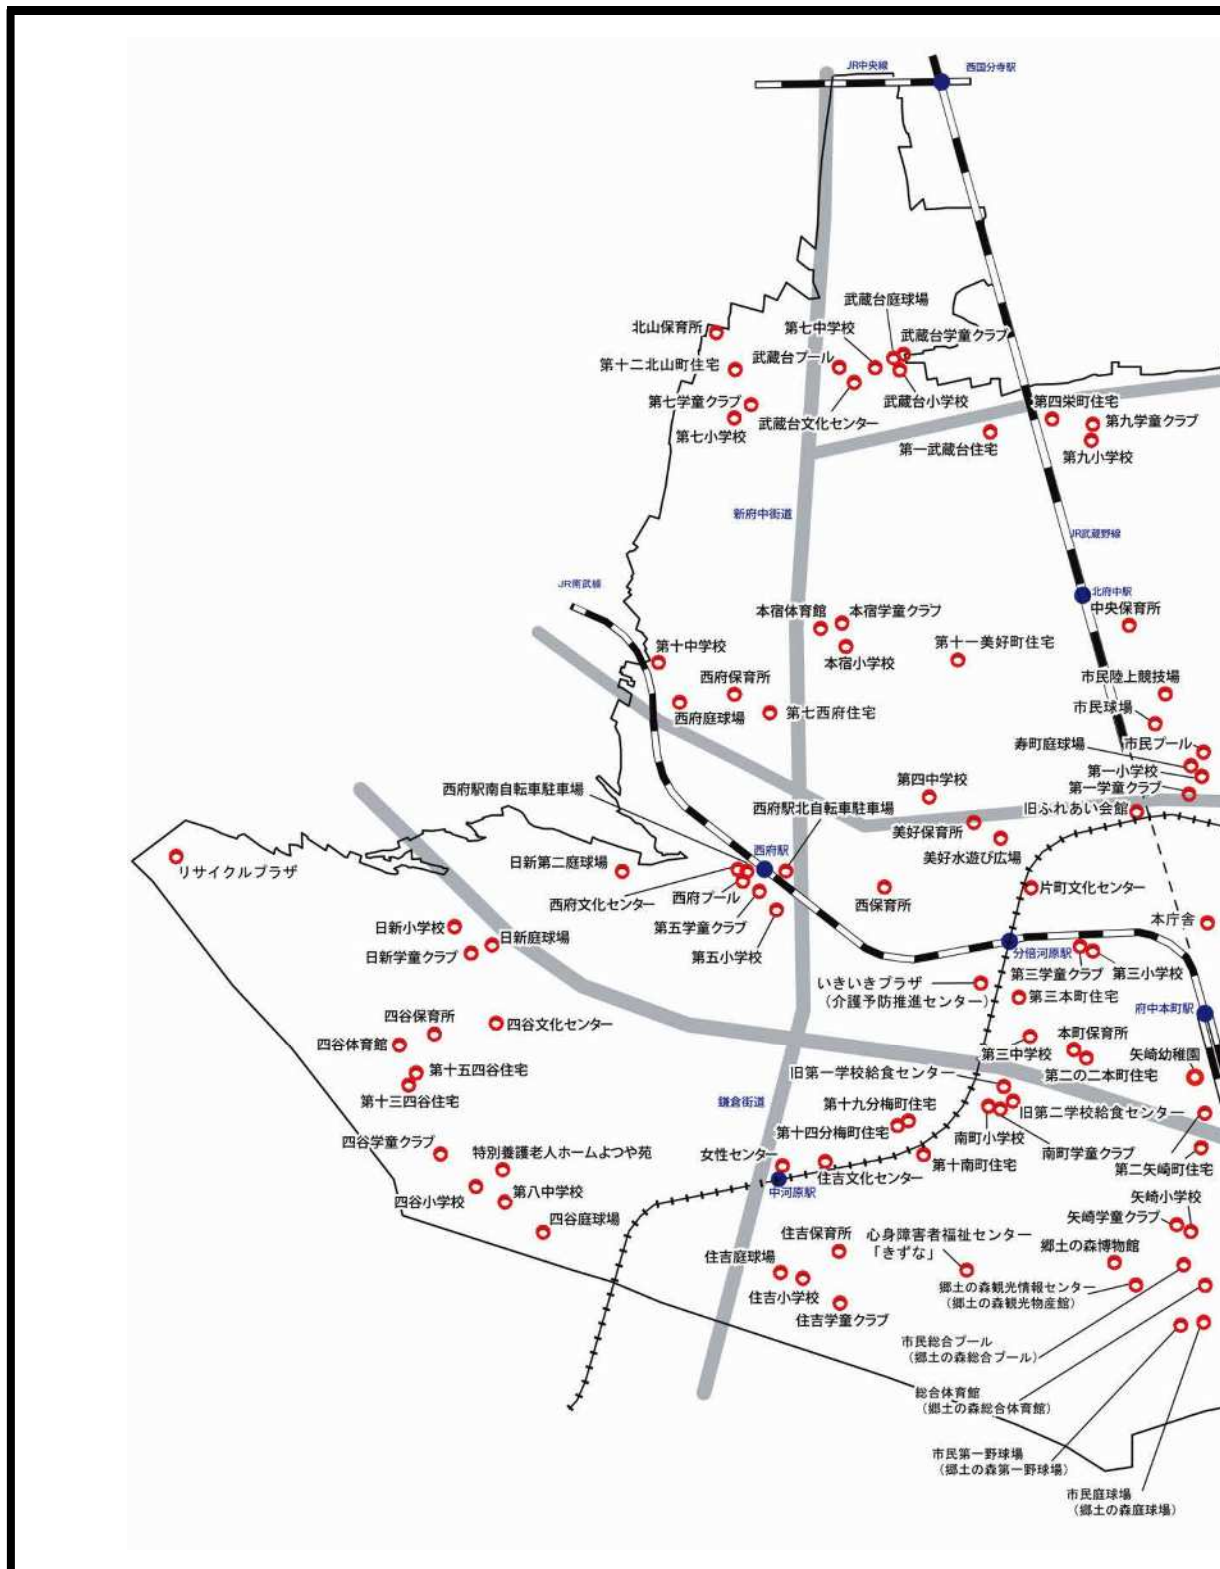 JR中央線
西国分寺駅
武蔵台庭球場
北山保育所
第七中学校
武蔵台学童クラブ
第十二北山町住宅
武蔵台プール
武蔵台小学校
第七学童クラブ
第四栄町住宅
武蔵台文化センター
第九学童クラブ
第七小学校
第一武蔵台住宅
第九小学校
新府中街道
JR武蔵野線
JR南武線
北府中駅
中央保育所
本宿体育館
本宿学童クラブ
第十中学校
本宿小学校
第十一美好町住宅
西府保育所
市民陸上競技場
西府庭球場
第七西府住宅
市民球場
寿町庭球場
市民プール
第四中学校
第一小学校
西府駅南自転車駐車場
第一学童クラブ
西府駅北自転車駐車場
旧ふれあい会館
美好保育所
西府駅
美好水遊び広場
日新第二庭球場
リサイクルプラザ
片町文化センター
西府プール
西府文化センター
西保育所
日新小学校
第五学童クラブ
本庁舎
日新庭球場
日新学童クラブ
第五小学校
分倍河原駅
第三学童クラブ
第三小学校
いきいきプラザ
(介護予防推進センター)
第三本町住宅
府中本町駅
四谷保育所
四谷文化センター
四谷体育館
本町保育所
第三中学校
矢崎幼稚園
第十五四谷住宅
旧第一学校給食センター
第二の二本町住宅
第十三四谷住宅
鎌倉街道
第十九分梅町住宅
旧第二学校給食センター
第十四分梅町住宅
南町小学校
四谷学童クラブ
特別養護老人ホームよつや苑
女性センター
南町学童クラブ
第十南町住宅
第二矢崎町住宅
住吉文化センター
中河原駅
四谷小学校
第八中学校
矢崎小学校
四谷庭球場
矢崎学童クラブ
住吉保育所
心身障害者福祉センター
「きずな」
郷土の森博物館
住吉庭球場
郷土の森観光情報センター
(郷土の森観光物産館)
住吉小学校
住吉学童クラブ
市民総合プール
(郷土の森総合プール)
総合体育館
(郷土の森総合体育館)
市民第一野球場
(郷土の森第一野球場)
市民庭球場
(郷土の森庭球場)